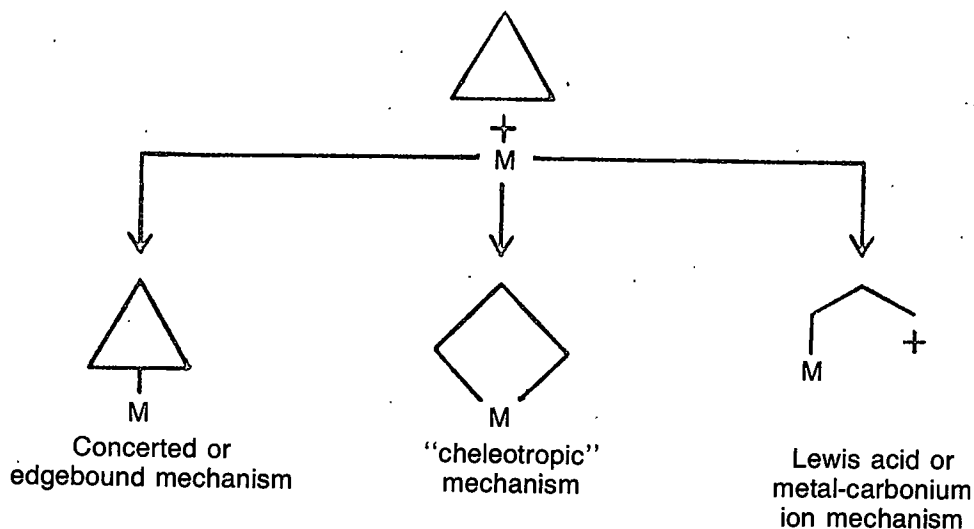 +
M
M
Concerted or
edgebound mechanism
M
“cheleotropic”
mechanism
M
+
Lewis acid or
metal-carbonium
ion mechanism